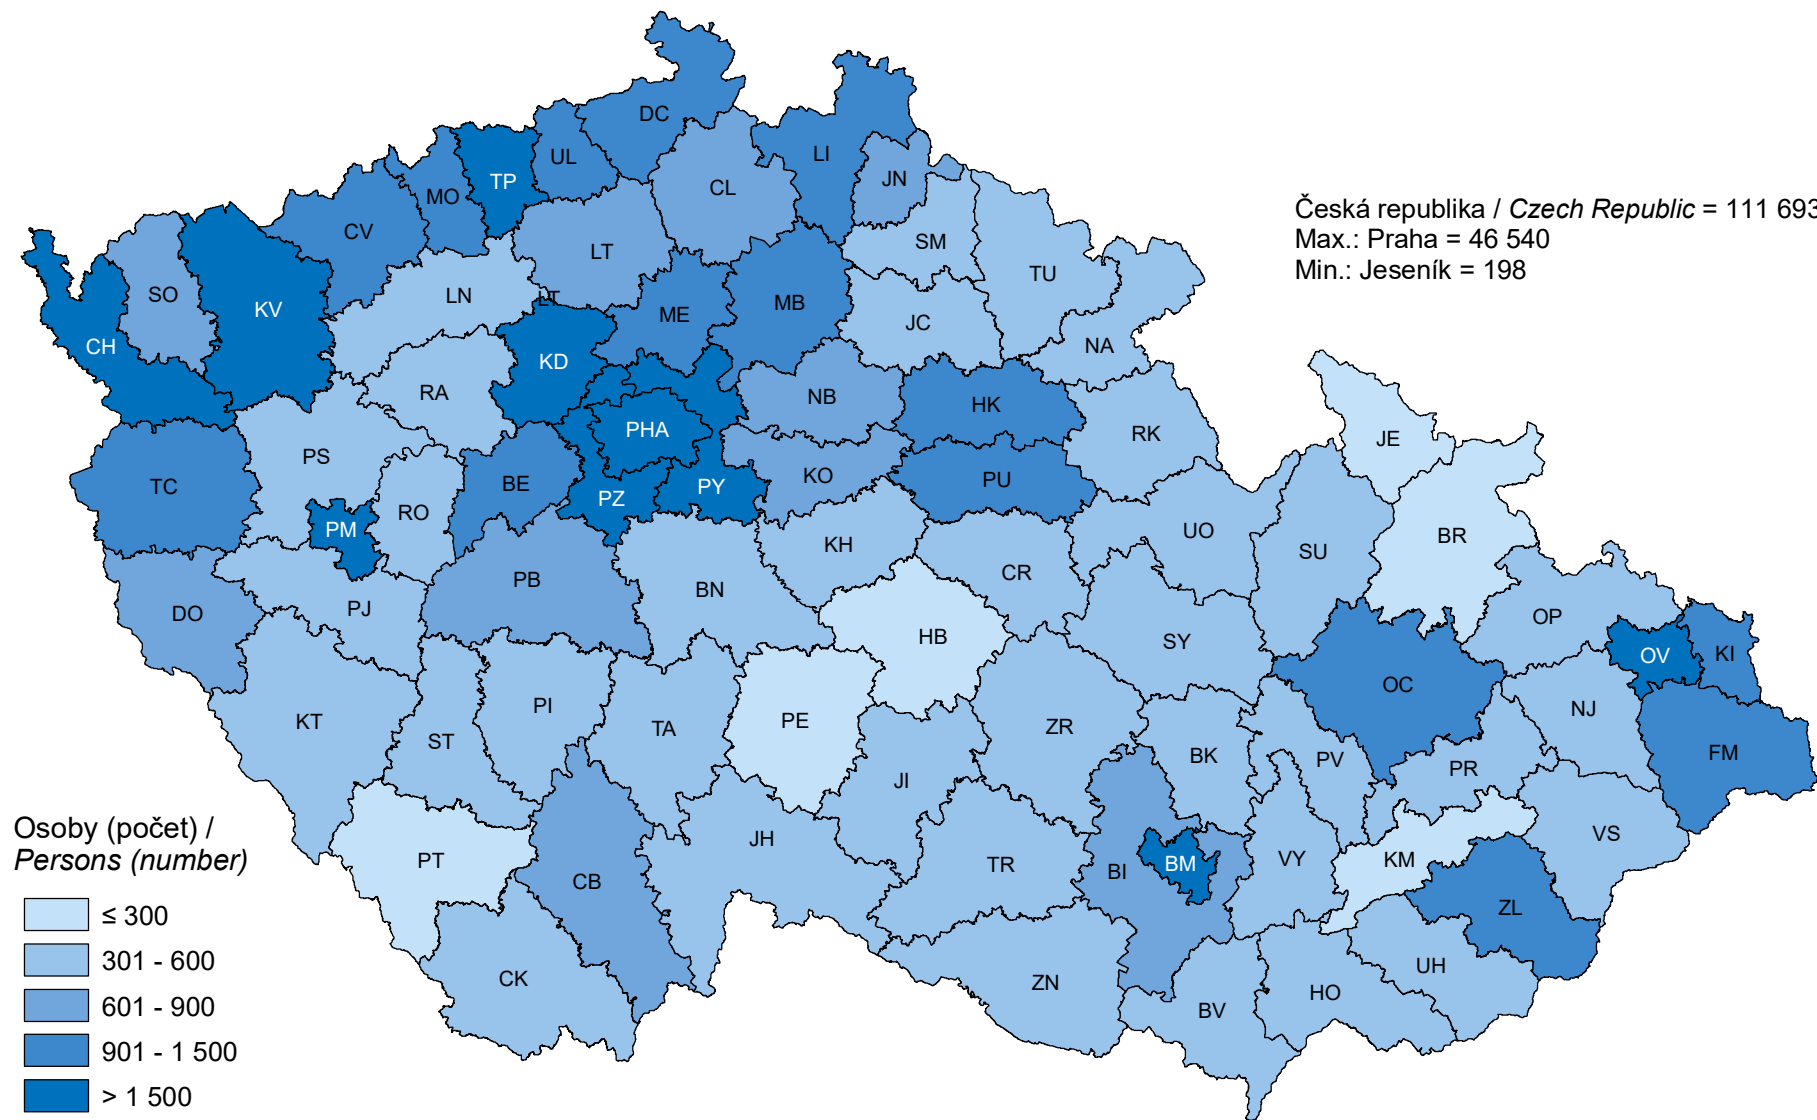 DC
UL
TP
LI
MO
CL
JN
CV
SM
LT
TU
SO
LN
LT
KV
ME
MB
JC
CH
NA
KD
RA
NB
HK
PHA
RK
JE
PS
TC
BE
PZ
PY
KO
PU
RO
PM
UO
BR
KH
SU
CR
PB
BN
DO
PJ
HB
OP
SY
OV
KI
OC
PI
KT
ST
TA
PE
ZR
NJ
BK
PV
FM
JI
PR
JH
VS
PT
TR
BI
BM
VY
KM
CB
ZL
CK
ZN
UH
HO
BV
Česká republika / Czech Republic = 111 693
Max.: Praha = 46 540
Min.: Jeseník = 198
Osoby (počet) /
Persons (number)
≤ 300
301 - 600
601 - 900
901 - 1 500
> 1 500